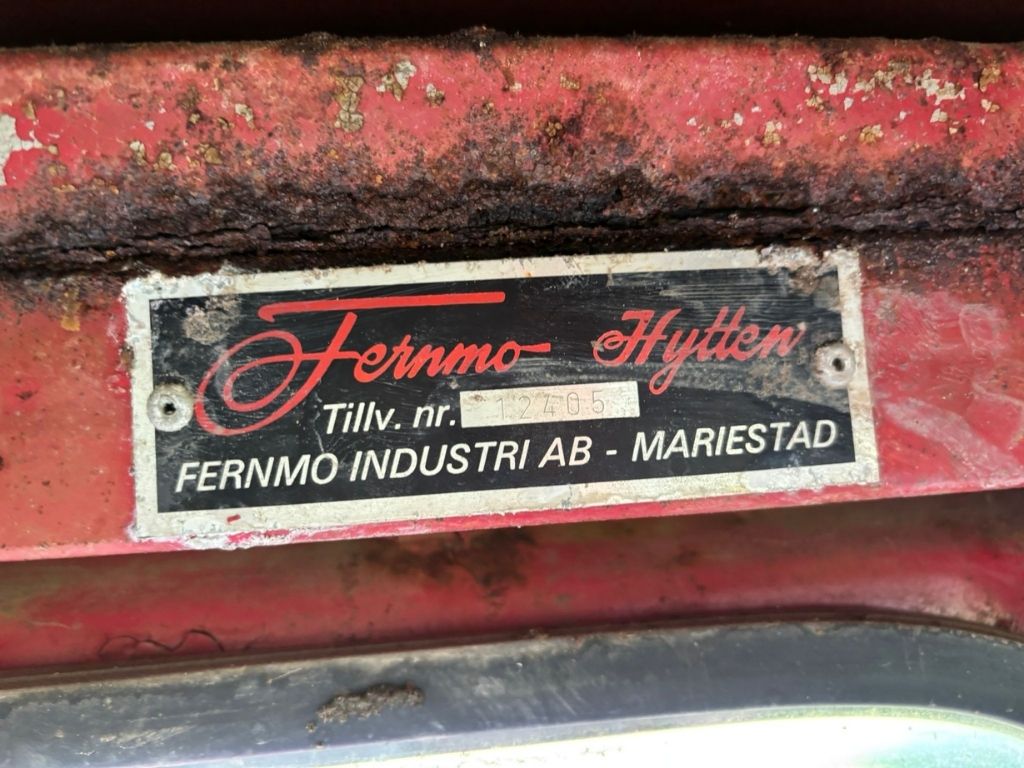 Fernmo Hytten
Tillv. nr. 12405
FERNMO INDUSTRI AB - MARIESTAD